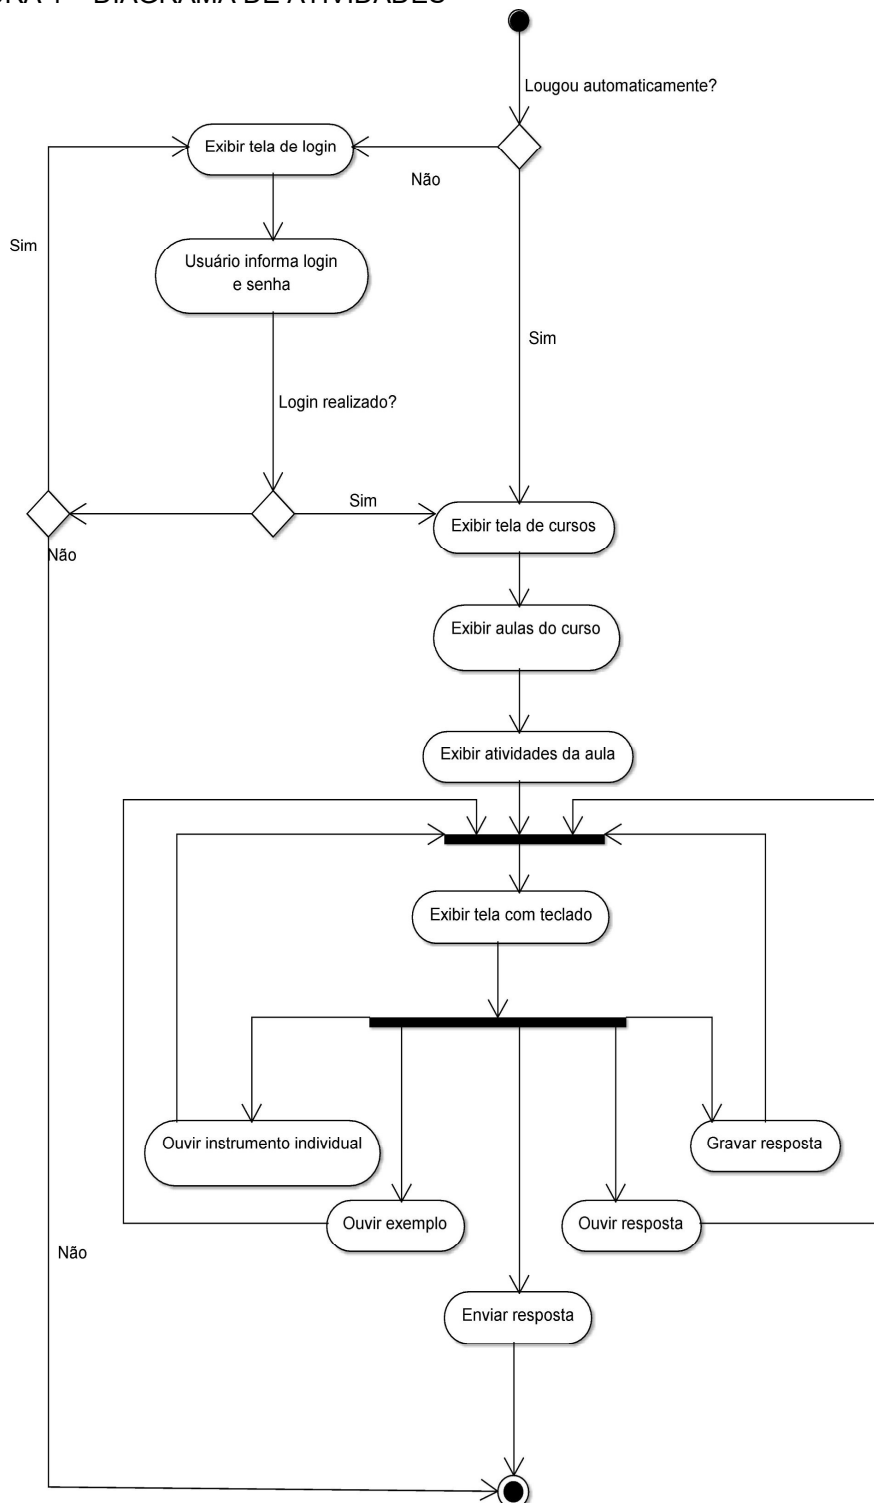 DIAGRAMA DE ATIVIDADES
Lougou automaticamente?
Exibir tela de login
Não
Sim
Usuário informa login
e senha
Sim
Login realizado?
Sim
Exibir tela de cursos
Não
Exibir aulas do curso
Exibir atividades da aula
Exibir tela com teclado
Ouvir instrumento individual
Gravar resposta
Ouvir exemplo
Ouvir resposta
Não
Enviar resposta